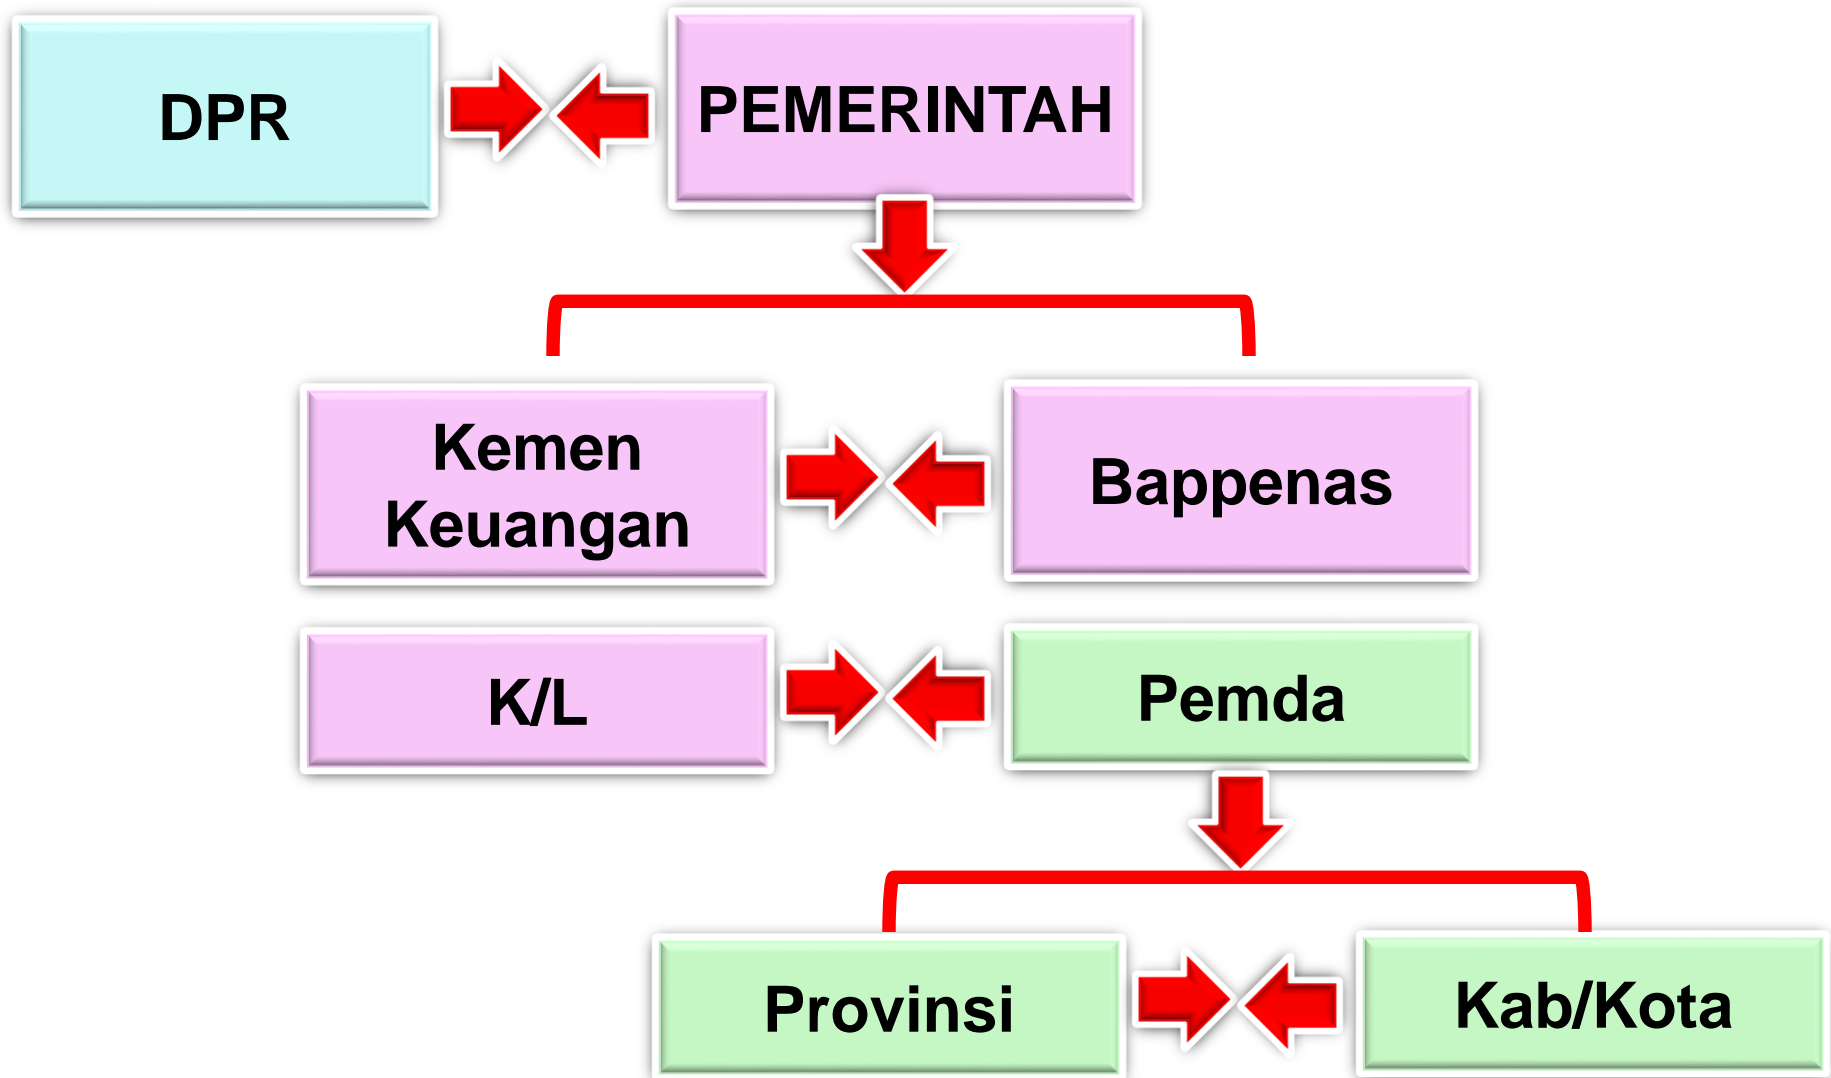 DPR
PEMERINTAH
Kemen
Keuangan
Bappenas
K/L
Pemda
Provinsi
Kab/Kota